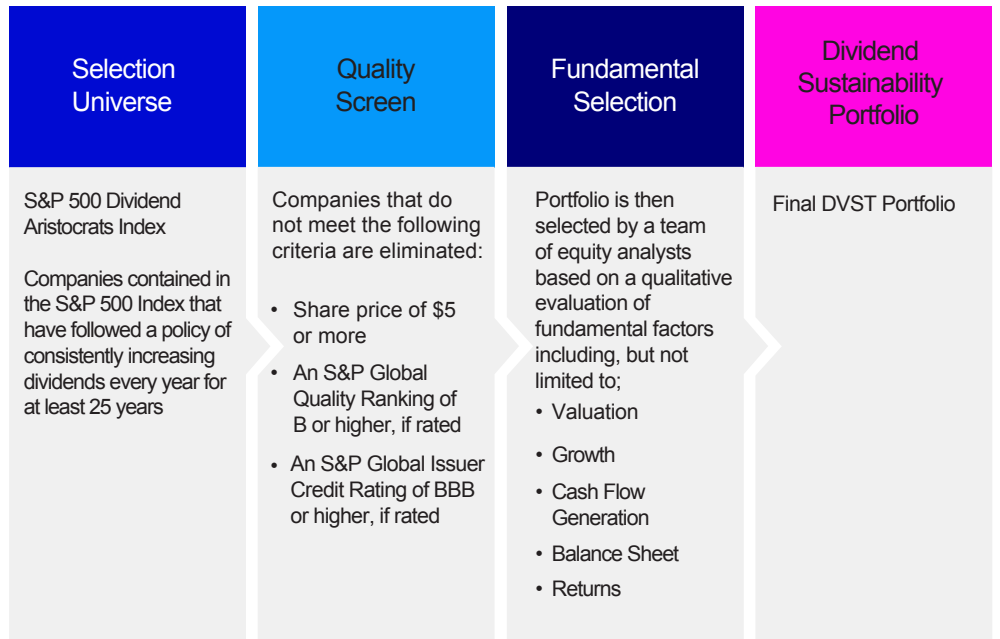 Selection
Universe
S&P 500 Dividend
Aristocrats Index
Companies contained in
the S&P 500 Index that
have followed a policy of
consistently increasing
dividends every year for
at least 25 years
Quality
Screen
Companies that do
not meet the following
criteria are eliminated:
• Share price of $5
or more
• An S&P Global
Quality Ranking of
B or higher, if rated
• An S&P Global Issuer
Credit Rating of BBB
or higher, if rated
Fundamental
Selection
Portfolio is then
selected by a team
of equity analysts
based on a qualitative
evaluation of
fundamental factors
including, but not
limited to;
• Valuation
• Growth
• Cash Flow
Generation
• Balance Sheet
• Returns
Dividend
Sustainability
Portfolio
Final DVST Portfolio